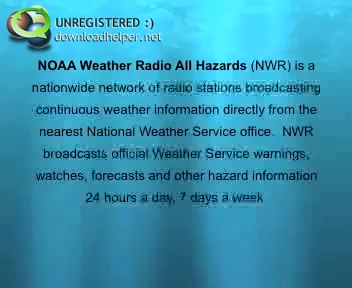 UNREGISTERED :)
downloadhelper.net
NOAA Weather Radio All Hazards (NWR) is a
nationwide network of radio stations broadcasting
continuous weather information directly from the
nearest National Weather Service office.  NWR
broadcasts official Weather Service warnings,
watches, forecasts and other hazard information
24 hours a day, 7 days a week